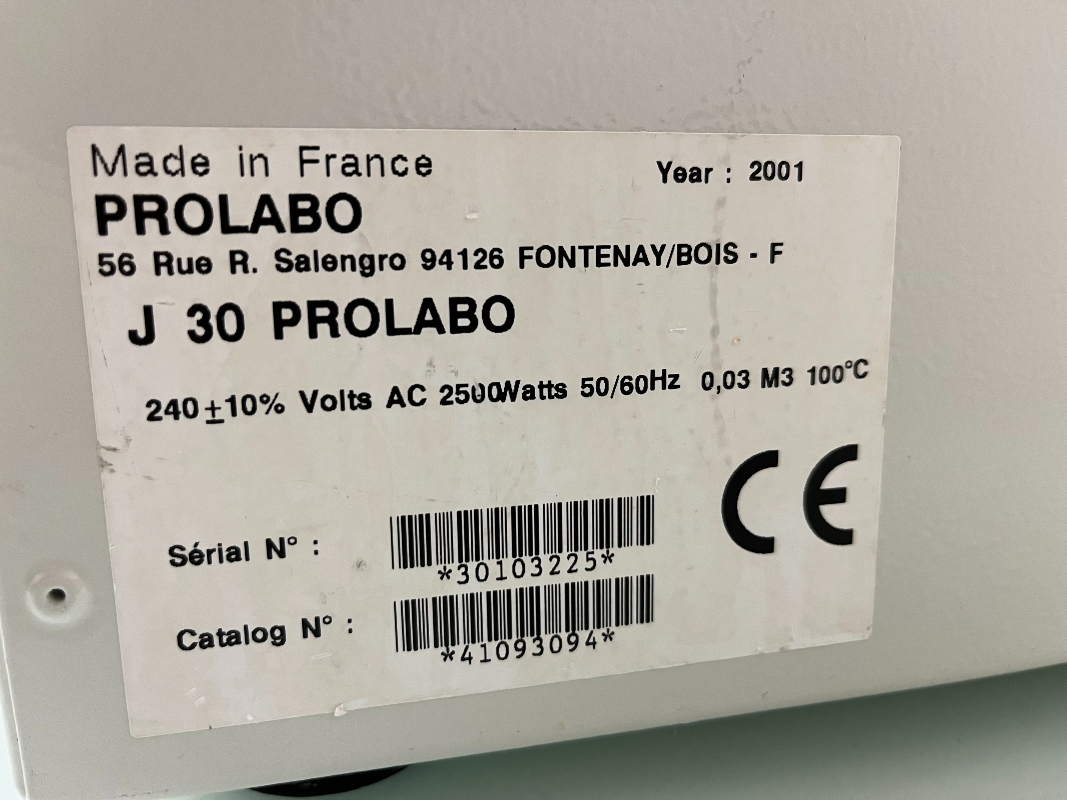 Made in France
Year : 2001
PROLABO
56 Rue R. Salengro 94126 FONTENAY/BOIS - F
J 30 PROLABO
240±10% Volts AC 2500Watts 50/60Hz 0,03 M3 100°C
CE
Sérial N° :
*30103225*
Catalog N° :
*41093094*